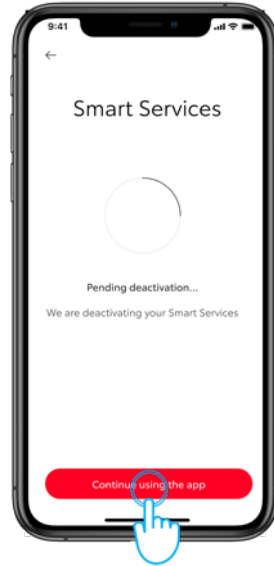 9:41
Smart Services
Pending deactivation...
We are deactivating your Smart Services
Continue using the app